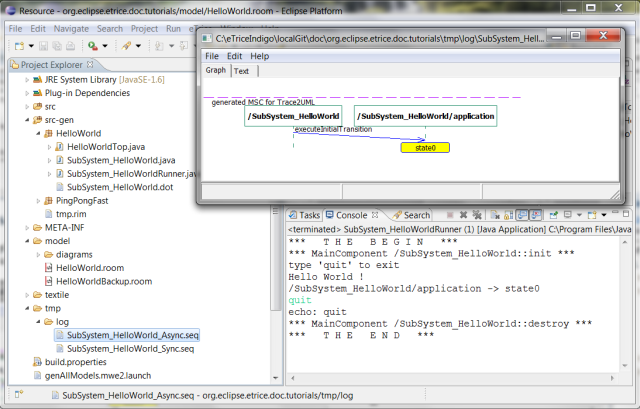 Resource - org.eclipse.etrice.doc.tutorials/model/HelloWorld.room - Eclipse Platform
File Edit Navigate Search Project Run
Project Explorer
JRE System Library [JavaSE-1.6]
Plug-in Dependencies
src
src-gen
HelloWorld
HelloWorldTop.java
SubSystem_HelloWorld.java
SubSystem_HelloWorldRunner.java
SubSystem_HelloWorld.dot
PingPongFast
tmp.rim
META-INF
model
diagrams
HelloWorld.room
HelloWorldBackup.room
textile
tmp
log
SubSystem_HelloWorld_Async.seq
SubSystem_HelloWorld_Sync.seq
build.properties
genAllModels.mwe2.launch
C:\eTriceIndigo\localGit\doc\org.eclipse.etrice.doc.tutorials\tmp\log\SubSystem_Hell...
File Edit Help
Graph Text
generated MSC for Trace2UML
/SubSystem_HelloWorld /SubSystem_HelloWorld/application
executeInitialTransition
state0
Tasks Console Search
<terminated> SubSystem_HelloWorldRunner (1) [Java Application] C:\Program Files\Java
*** T H E B E G I N ***
*** MainComponent /SubSystem_HelloWorld::init ***
type 'quit' to exit
Hello World !
/SubSystem_HelloWorld/application -> state0
quit
echo: quit
*** MainComponent /SubSystem_HelloWorld::destroy ***
*** T H E E N D ***
SubSystem_HelloWorld_Async.seq - org.eclipse.etrice.doc.tutorials/tmp/log